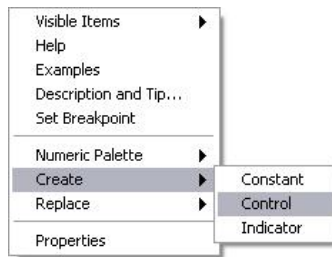 Visible Items
Help
Examples
Description and Tip...
Set Breakpoint
Numeric Palette
Create
Replace
Properties
Constant
Control
Indicator